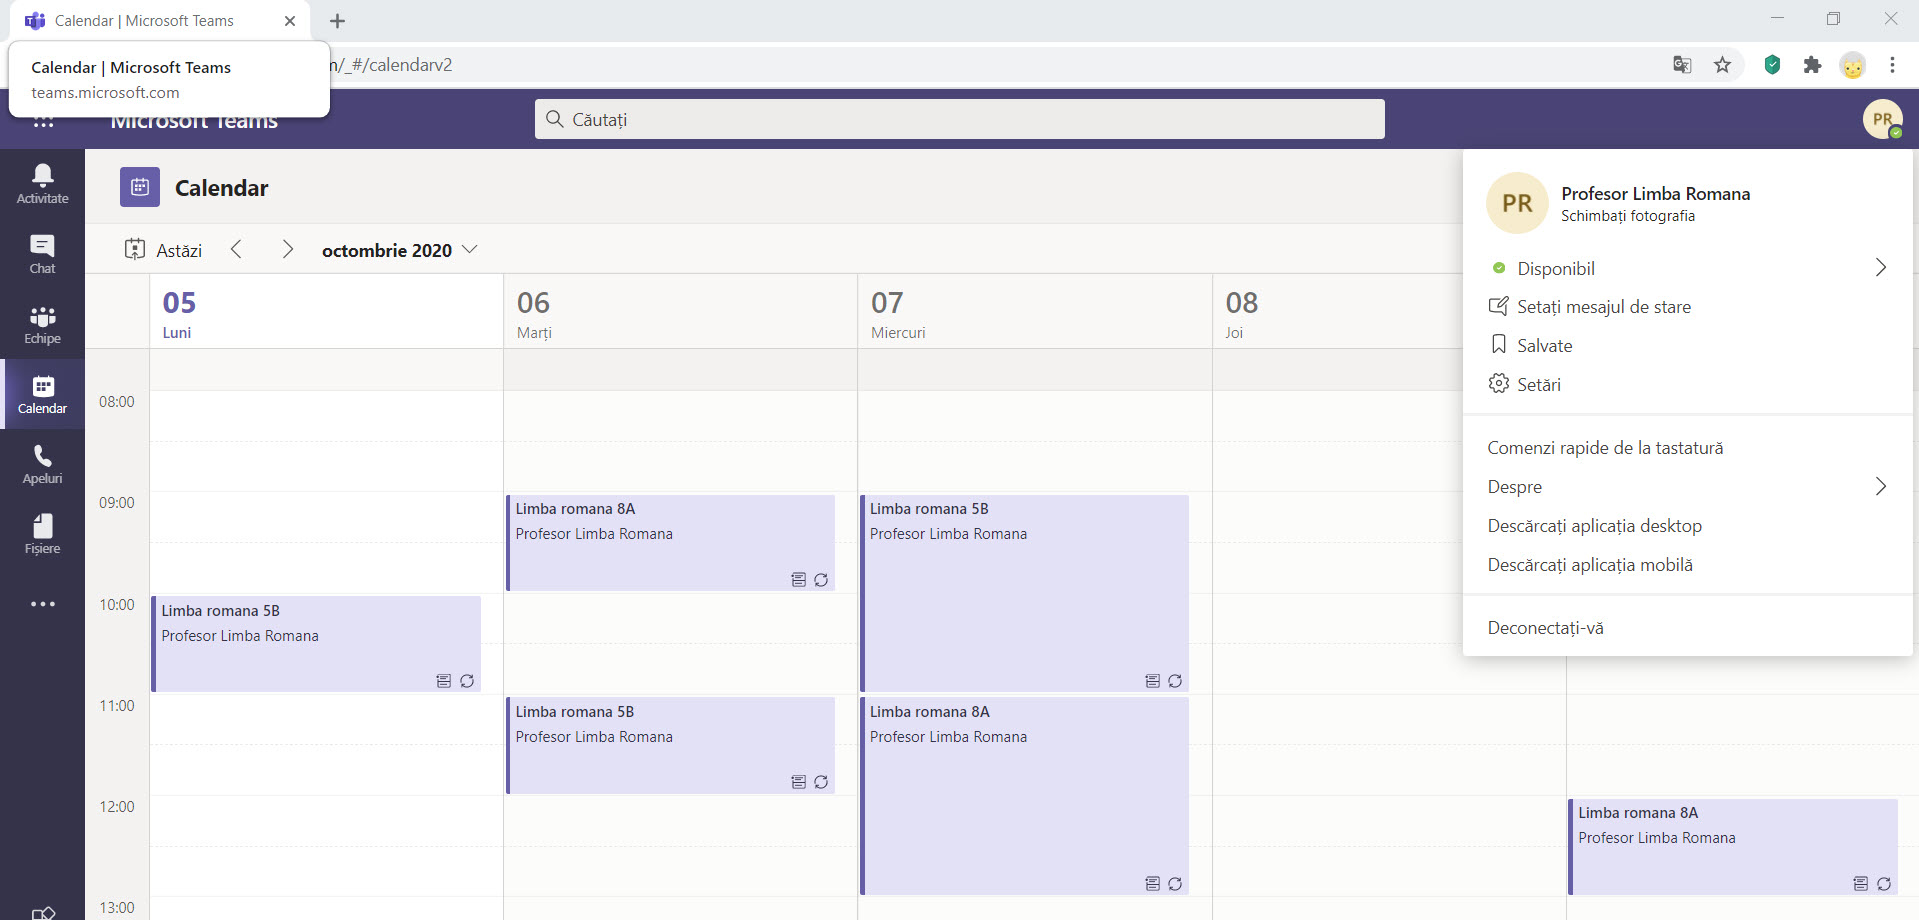 Calendar | Microsoft Teams
Calendar | Microsoft Teams
teams.microsoft.com
/_#/calendarv2
Microsoft Teams
Căutați
PR
Activitate
Chat
Echipe
Calendar
Apeluri
Fișiere
Calendar
Astăzi
octombrie 2020
05
Luni
06
Marți
07
Miercuri
08
Joi
08:00
09:00
10:00
11:00
12:00
13:00
Limba romana 5B
Profesor Limba Romana
Limba romana 8A
Profesor Limba Romana
Limba romana 5B
Profesor Limba Romana
Limba romana 5B
Profesor Limba Romana
Limba romana 8A
Profesor Limba Romana
Limba romana 8A
Profesor Limba Romana
PR
Profesor Limba Romana
Schimbați fotografia
Disponibil
Setați mesajul de stare
Salvate
Setări
Comenzi rapide de la tastatură
Despre
Descărcați aplicația desktop
Descărcați aplicația mobilă
Deconectați-vă